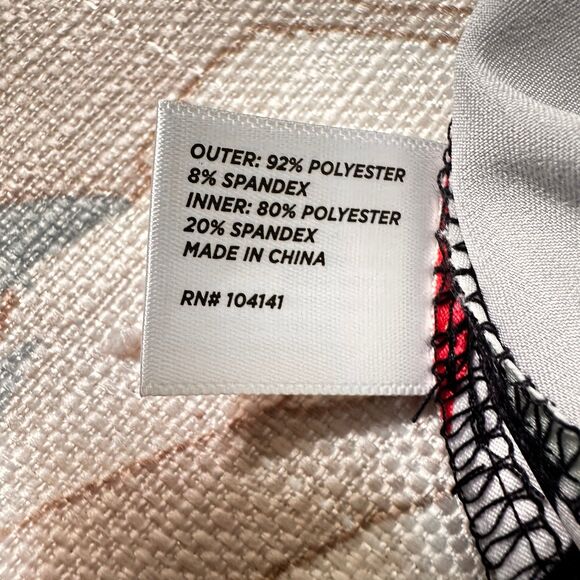 OUTER: 92% POLYESTER
8% SPANDEX
INNER: 80% POLYESTER
20% SPANDEX
MADE IN CHINA
RN# 104141